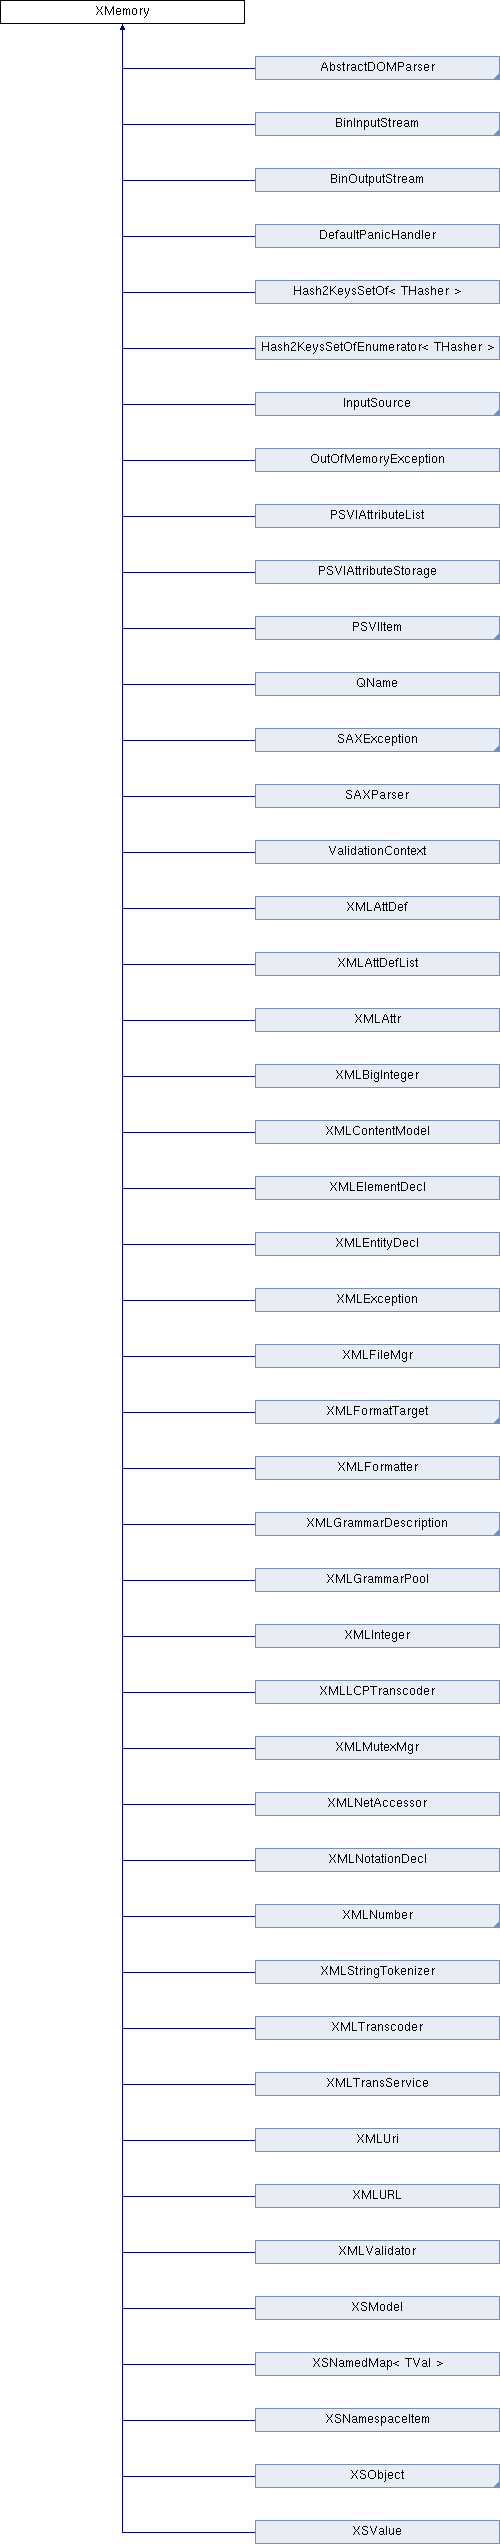 XMemory
AbstractDOMParser
BinInputStream
BinOutputStream
DefaultPanicHandler
Hash2KeysSetOf< THasher >
Hash2KeysSetOfEnumerator< THasher >
InputSource
OutOfMemoryException
PSVIAttributeList
PSVIAttributeStorage
PSVIItem
QName
SAXException
SAXParser
ValidationContext
XMLAttDef
XMLAttDefList
XMLAttr
XMLBigInteger
XMLContentModel
XMLElementDecl
XMLEntityDecl
XMLException
XMLFileMgr
XMLFormatTarget
XMLFormatter
XMLGrammarDescription
XMLGrammarPool
XMLInteger
XMLLCPTranscoder
XMLMutexMgr
XMLNetAccessor
XMLNotationDecl
XMLNumber
XMLStringTokenizer
XMLTranscoder
XMLTransService
XMLUri
XMLURL
XMLValidator
XSModel
XSNamedMap< TVal >
XSNamespaceItem
XSObject
XSValue